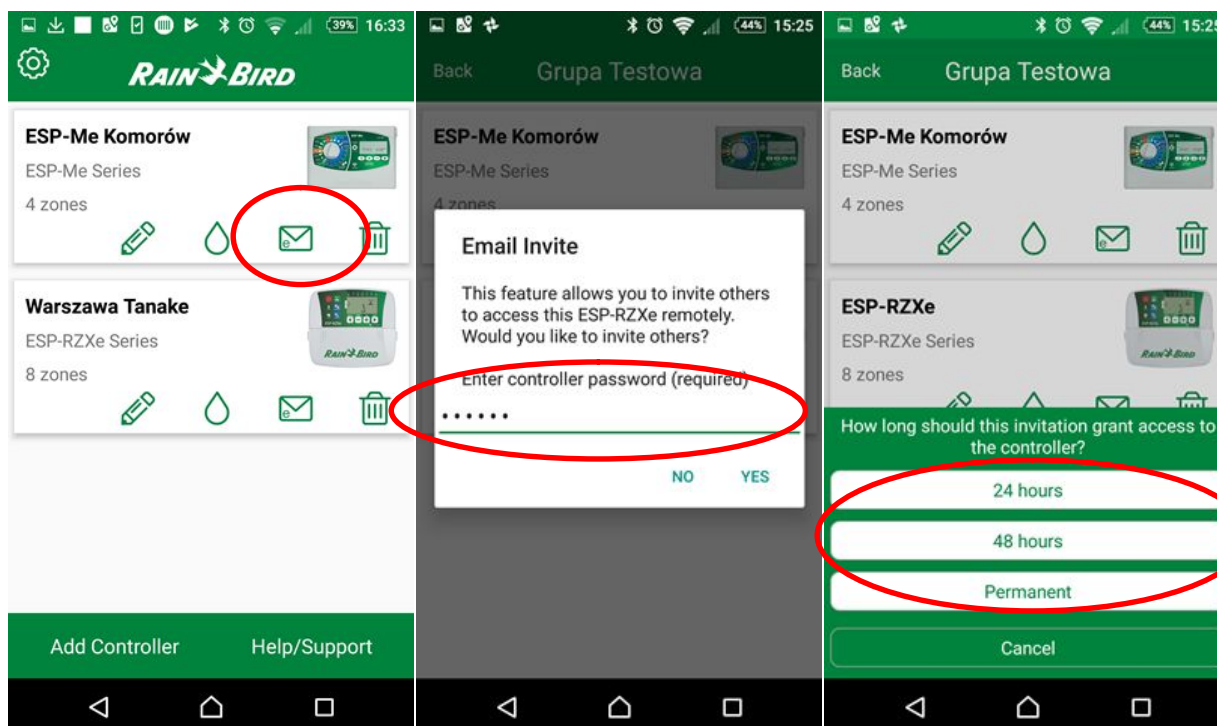 39% 16:33
RAIN BIRD
ESP-Me Komorów
ESP-Me Series
4 zones
e
Warszawa Tanake
ESP-RZXe Series
RAIN BIRD
8 zones
e
Add Controller Help/Support
44% 15:25
Back Grupa Testowa
ESP-Me Komorów
ESP-Me Series
4 zones
Email Invite
This feature allows you to invite others
to access this ESP-RZXe remotely.
Would you like to invite others?
Enter controller password (required)
••••••
NO YES
44% 15:25
Back Grupa Testowa
ESP-Me Komorów
ESP-Me Series
4 zones
e
ESP-RZXe
ESP-RZXe Series
RAIN BIRD
8 zones
How long should this invitation grant access to
the controller?
24 hours
48 hours
Permanent
Cancel